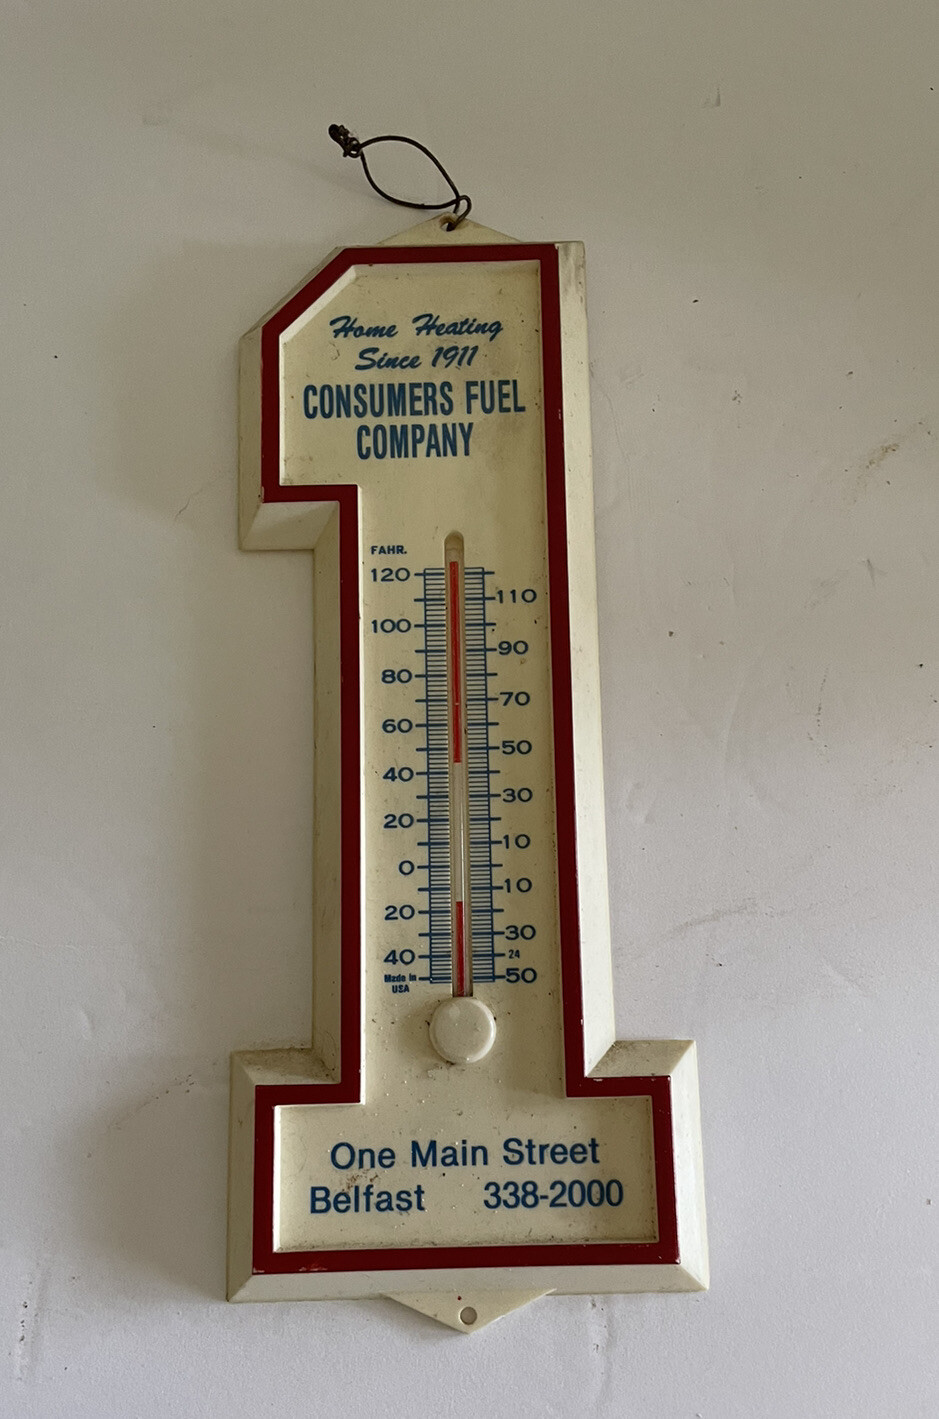 Home Heating
Since 1911
CONSUMERS FUEL
COMPANY
FAHR.
120
110
100
90
80
70
60
50
40
30
20
10
0
10
20
30
40
24
50
Made in
USA
One Main Street
Belfast 338-2000